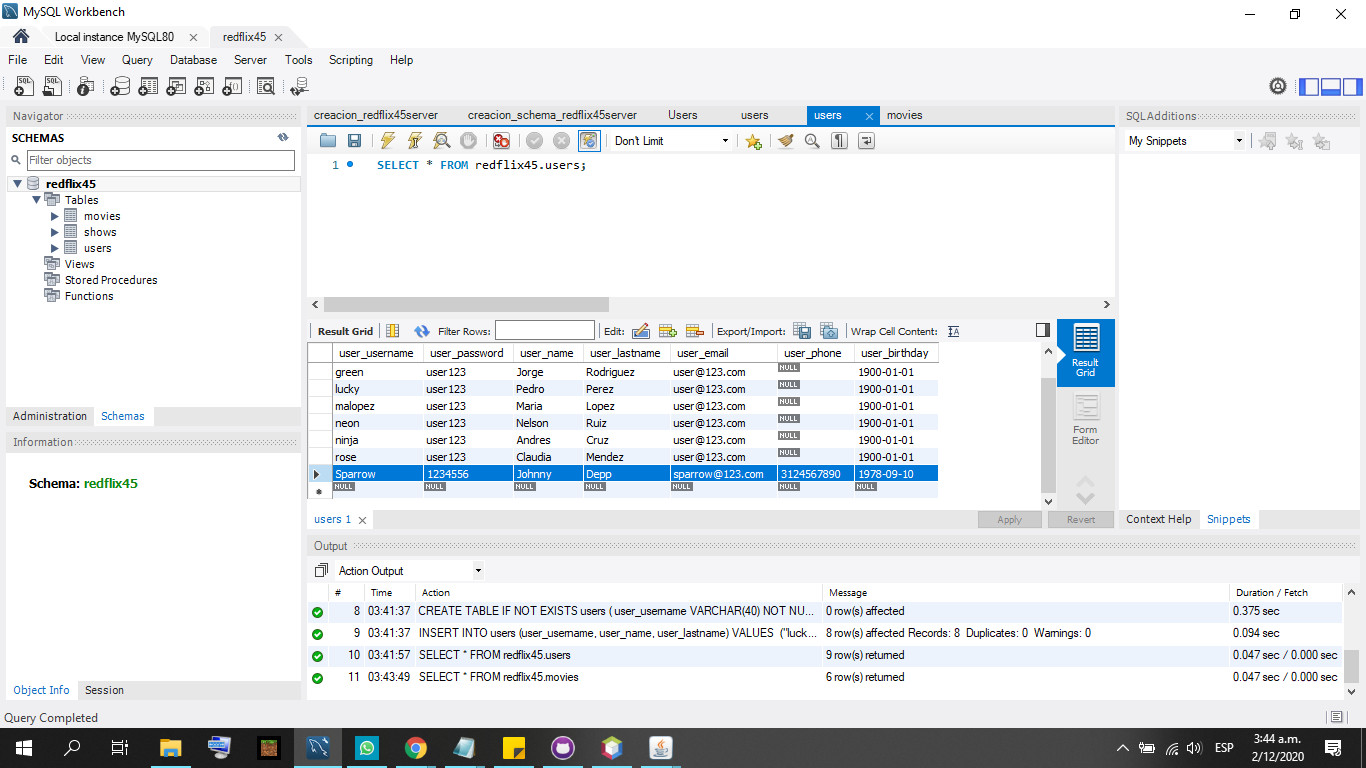 MySQL Workbench
Local instance MySQL80
redflix45
File Edit View Query Database Server Tools Scripting Help
Navigator
SCHEMAS
Filter objects
redflix45
Tables
movies
shows
users
Views
Stored Procedures
Functions
Administration Schemas
Information
Schema: redflix45
Object Info Session
creacion_redflix45server creacion_schema_redflix45server Users users users movies
Don't Limit
1 SELECT * FROM redflix45.users;
Result Grid Filter Rows: Edit: Export/Import: Wrap Cell Content:
user_username user_password user_name user_lastname user_email user_phone user_birthday
green user123 Jorge Rodriguez user@123.com NULL 1900-01-01
lucky user123 Pedro Perez user@123.com NULL 1900-01-01
malopez user123 Maria Lopez user@123.com NULL 1900-01-01
neon user123 Nelson Ruiz user@123.com NULL 1900-01-01
ninja user123 Andres Cruz user@123.com NULL 1900-01-01
rose user123 Claudia Mendez user@123.com NULL 1900-01-01
Sparrow 1234556 Johnny Depp sparrow@123.com 3124567890 1978-09-10
NULL NULL NULL NULL NULL NULL NULL
Result
Grid
Form
Editor
users 1
Apply Revert
SQLAdditions
My Snippets
Context Help Snippets
Output
Action Output
# Time Action Message Duration / Fetch
8 03:41:37 CREATE TABLE IF NOT EXISTS users ( user_username VARCHAR(40) NOT NU... 0 row(s) affected 0.375 sec
9 03:41:37 INSERT INTO users (user_username, user_name, user_lastname) VALUES ("luck... 8 row(s) affected Records: 8 Duplicates: 0 Warnings: 0 0.094 sec
10 03:41:57 SELECT * FROM redflix45.users 9 row(s) returned 0.047 sec / 0.000 sec
11 03:43:49 SELECT * FROM redflix45.movies 6 row(s) returned 0.047 sec / 0.000 sec
Query Completed
ESP
3:44 a.m.
2/12/2020